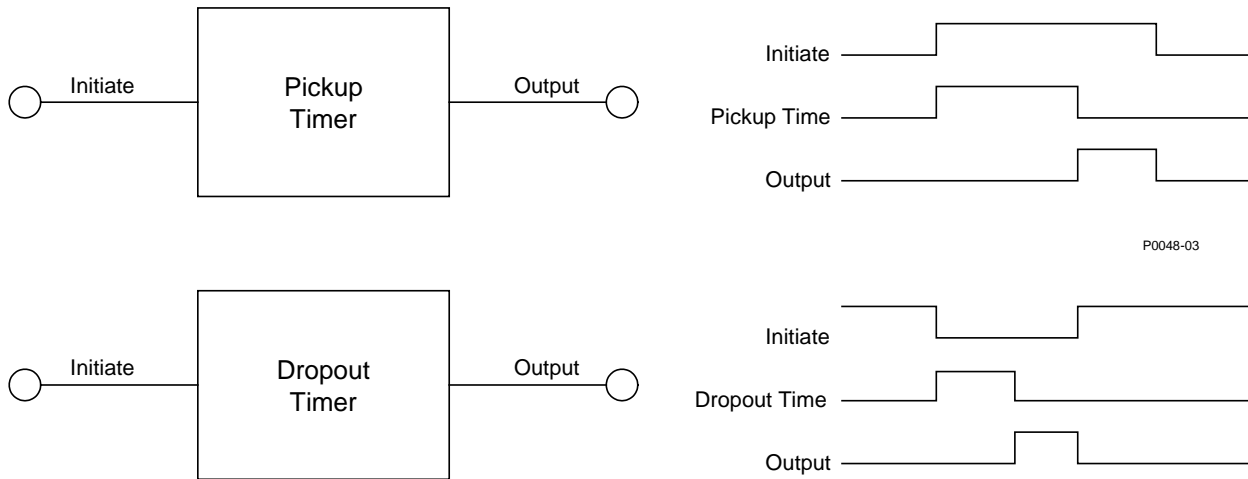 Initiate
Pickup
Timer
Output
Initiate
Pickup Time
Output
P0048-03
Initiate
Dropout
Timer
Output
Initiate
Dropout Time
Output